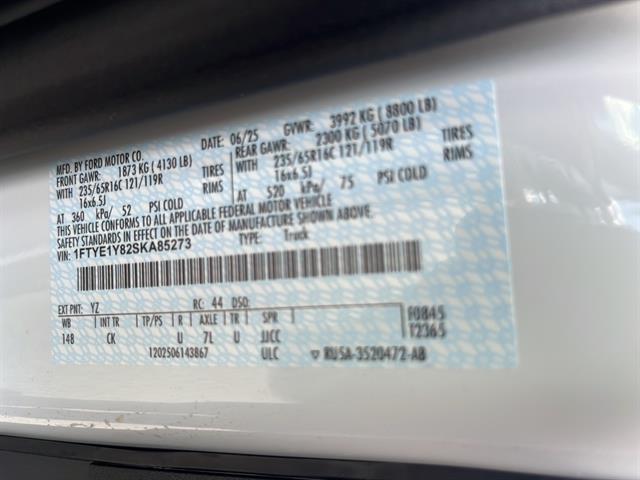 MFD. BY FORD MOTOR CO. DATE: 06/25 GVWR: 3992 KG ( 8800 LB)
FRONT GAWR: 1873 KG ( 4130 LB) REAR GAWR: 2300 KG ( 5070 LB)
WITH 235/65R16C 121/119R TIRES WITH 235/65R16C 121/119R TIRES
16x6.5J RIMS 16x6.5J RIMS
AT 360 kPa/ 52 PSI COLD AT 520 kPa/ 75 PSI COLD
THIS VEHICLE CONFORMS TO ALL APPLICABLE FEDERAL MOTOR VEHICLE
SAFETY STANDARDS IN EFFECT ON THE DATE OF MANUFACTURE SHOWN ABOVE.
VIN: 1FTYE1Y82SKA85273
TYPE: Truck
EXT PNT: YZ RC: 44 DSO: F0845
WB INT TR TP/PS R AXLE TR SPR T2365
148 CK U 7L U JJCC
1202506143867 ULC ▽ RU5A-3520472-AB